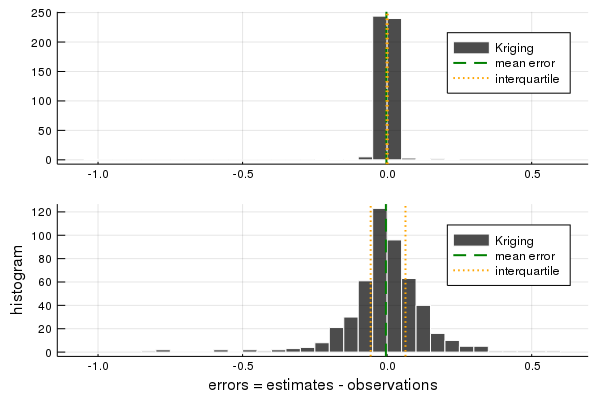 250
200
150
100
50
0
-1.0 -0.5 0.0 0.5
Kriging
mean error
interquartile
histogram
120
100
80
60
40
20
0
-1.0 -0.5 0.0 0.5
Kriging
mean error
interquartile
errors = estimates - observations